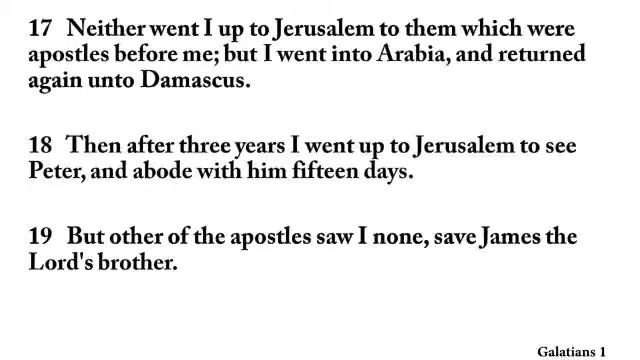 17 Neither went I up to Jerusalem to them which were
apostles before me; but I went into Arabia, and returned
again unto Damascus.
18 Then after three years I went up to Jerusalem to see
Peter, and abode with him fifteen days.
19 But other of the apostles saw I none, save James the
Lord's brother.
Galatians 1